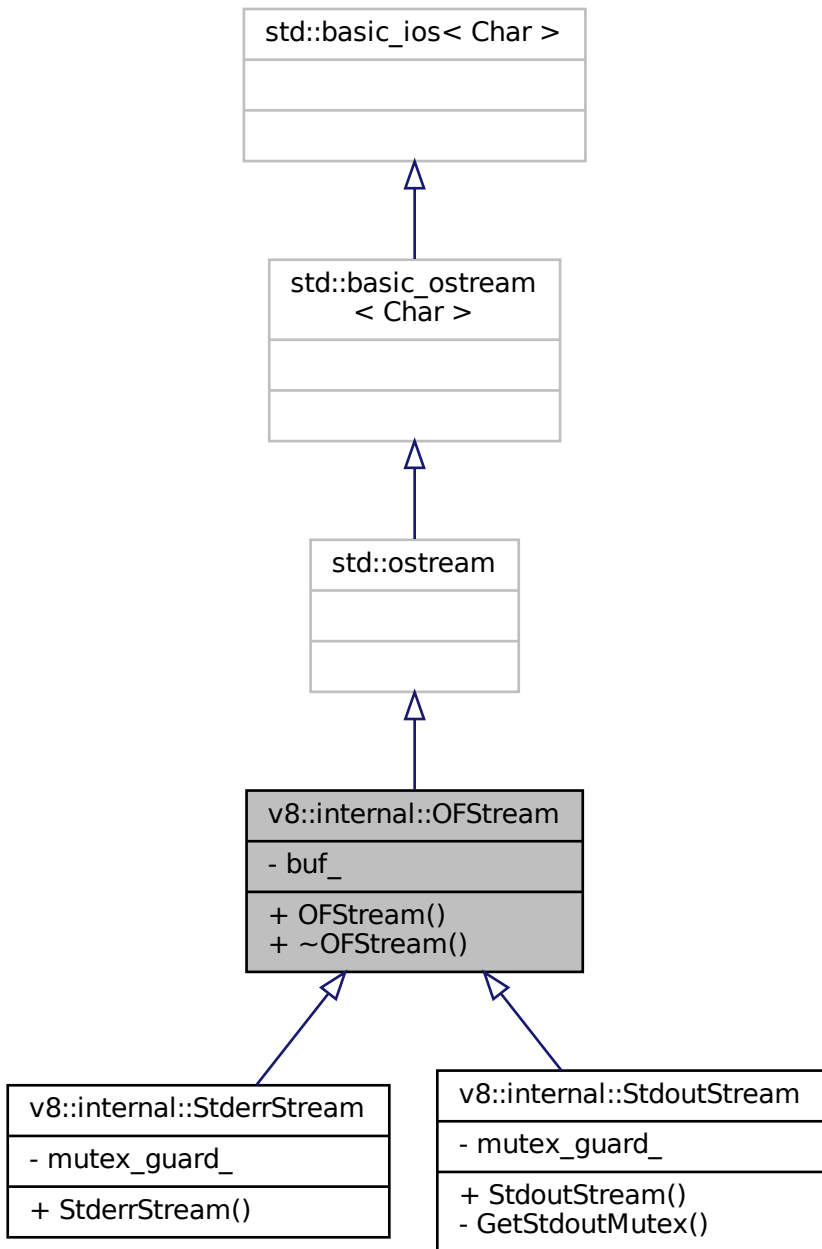 std::basic_ios< Char >
std::basic_ostream
< Char >
std::ostream
v8::internal::OFStream
- buf_
+ OFStream()
+ ~OFStream()
v8::internal::StderrStream
- mutex_guard_
+ StderrStream()
v8::internal::StdoutStream
- mutex_guard_
+ StdoutStream()
- GetStdoutMutex()